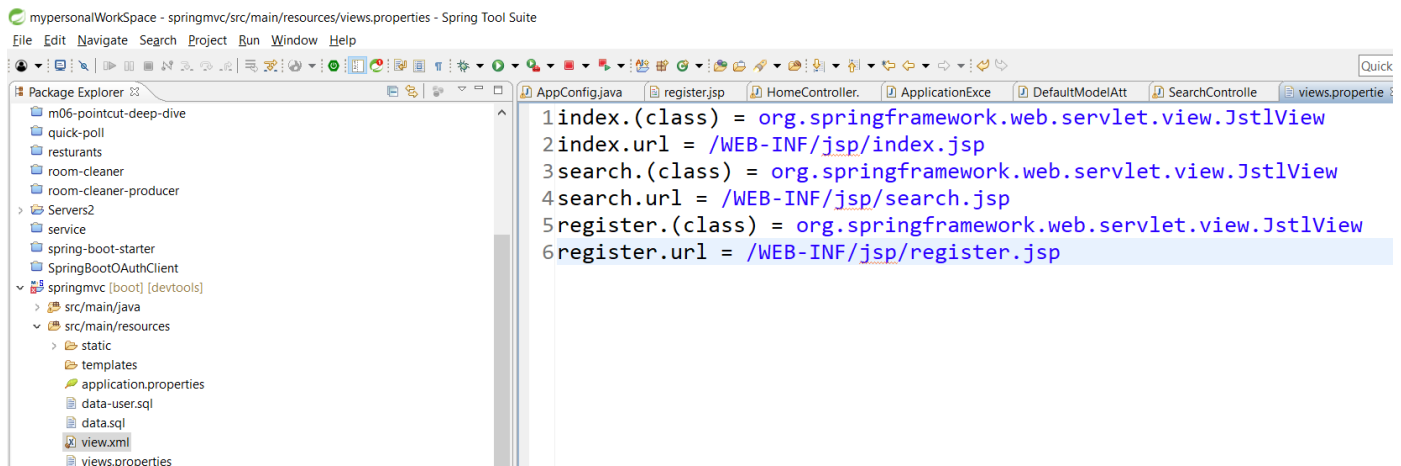 mypersonalWorkSpace - springmvc/src/main/resources/views.properties - Spring Tool Suite
File Edit Navigate Search Project Run Window Help
Quick
Package Explorer
AppConfig.java register.jsp HomeController. ApplicationExce DefaultModelAtt SearchControlle views.propertie
m06-pointcut-deep-dive
quick-poll
resturants
room-cleaner
room-cleaner-producer
Servers2
service
spring-boot-starter
SpringBootOAuthClient
springmvc [boot] [devtools]
src/main/java
src/main/resources
static
templates
application.properties
data-user.sql
data.sql
view.xml
views.properties
1 index.(class) = org.springframework.web.servlet.view.JstlView
2 index.url = /WEB-INF/jsp/index.jsp
3 search.(class) = org.springframework.web.servlet.view.JstlView
4 search.url = /WEB-INF/jsp/search.jsp
5 register.(class) = org.springframework.web.servlet.view.JstlView
6 register.url = /WEB-INF/jsp/register.jsp